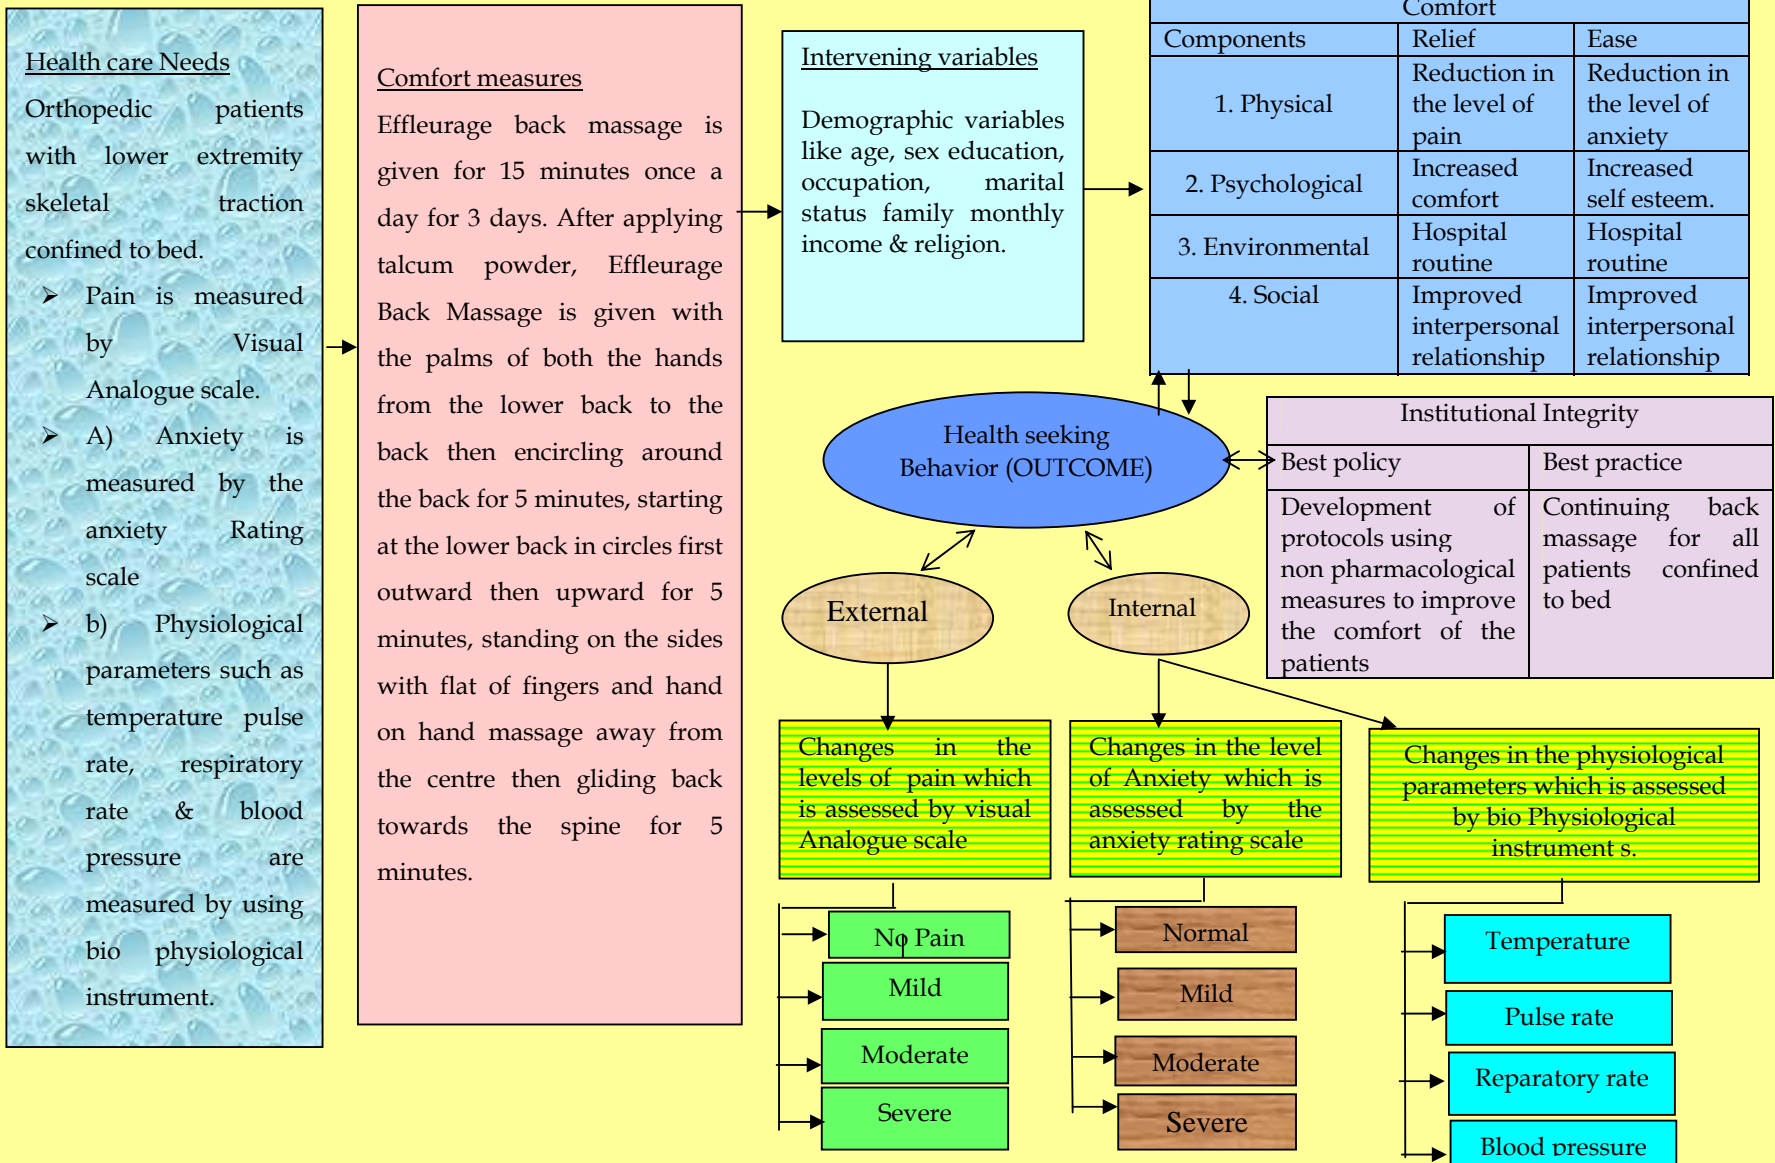 Health care Needs
Orthopedic patients
with lower extremity
skeletal traction
confined to bed.
➢ Pain is measured
by Visual
Analogue scale.
➢ A) Anxiety is
measured by the
anxiety Rating
scale
➢ b) Physiological
parameters such as
temperature pulse
rate, respiratory
rate & blood
pressure are
measured by using
bio physiological
instrument.
Comfort measures
Effleurage back massage is
given for 15 minutes once a
day for 3 days. After applying
talcum powder, Effleurage
Back Massage is given with
the palms of both the hands
from the lower back to the
back then encircling around
the back for 5 minutes, starting
at the lower back in circles first
outward then upward for 5
minutes, standing on the sides
with flat of fingers and hand
on hand massage away from
the centre then gliding back
towards the spine for 5
minutes.
Intervening variables
Demographic variables
like age, sex education,
occupation, marital
status family monthly
income & religion.
Comfort
Components Relief Ease
1. Physical
Reduction in
the level of
pain
Reduction in
the level of
anxiety
2. Psychological
Increased
comfort
Increased
self esteem.
3. Environmental
Hospital
routine
Hospital
routine
4. Social
Improved
interpersonal
relationship
Improved
interpersonal
relationship
Health seeking
Behavior (OUTCOME)
Institutional Integrity
Best policy Best practice
Development of
protocols using
non pharmacological
measures to improve
the comfort of the
patients
Continuing back
massage for all
patients confined
to bed
External
Internal
Changes in the
levels of pain which
is assessed by visual
Analogue scale
Changes in the level
of Anxiety which is
assessed by the
anxiety rating scale
Changes in the physiological
parameters which is assessed
by bio Physiological
instrument s.
No Pain
Mild
Moderate
Severe
Normal
Mild
Moderate
Severe
Temperature
Pulse rate
Reparatory rate
Blood pressure